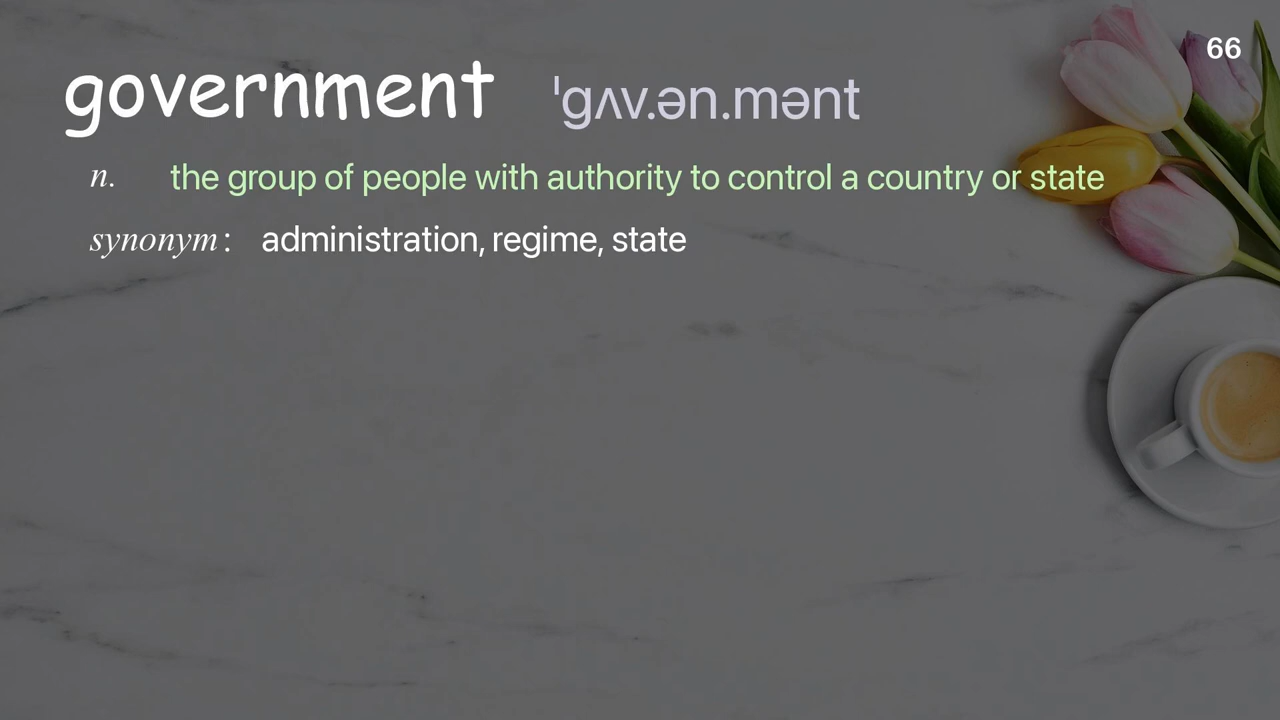 66
government ˈgʌv.ən.mənt
n. the group of people with authority to control a country or state
synonym : administration, regime, state